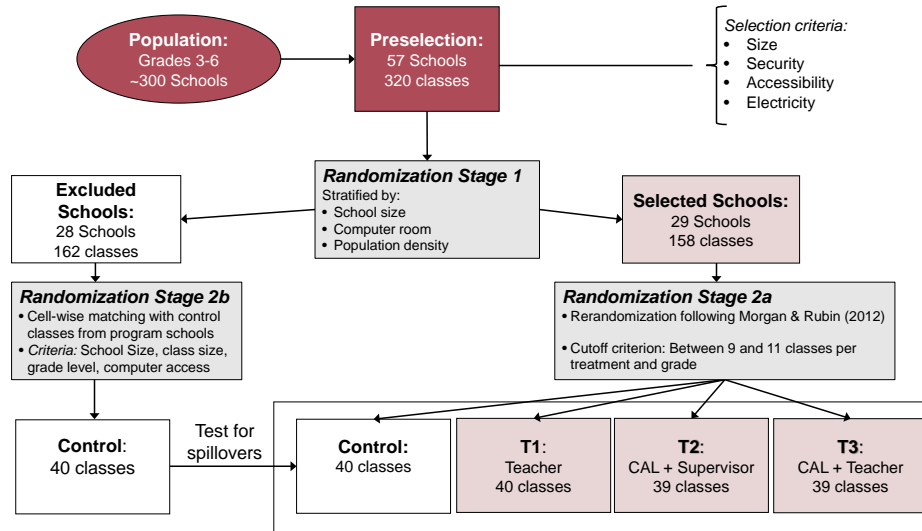 Population:
Grades 3-6
~300 Schools
Preselection:
57 Schools
320 classes
Selection criteria:
• Size
• Security
• Accessibility
• Electricity
Randomization Stage 1
Stratified by:
• School size
• Computer room
• Population density
Excluded
Schools:
28 Schools
162 classes
Selected Schools:
29 Schools
158 classes
Randomization Stage 2b
• Cell-wise matching with control
classes from program schools
• Criteria: School Size, class size,
grade level, computer access
Randomization Stage 2a
• Rerandomization following Morgan & Rubin (2012)
• Cutoff criterion: Between 9 and 11 classes per
treatment and grade
Control:
40 classes
Test for
spillovers
Control:
40 classes
T1:
Teacher
40 classes
T2:
CAL + Supervisor
39 classes
T3:
CAL + Teacher
39 classes